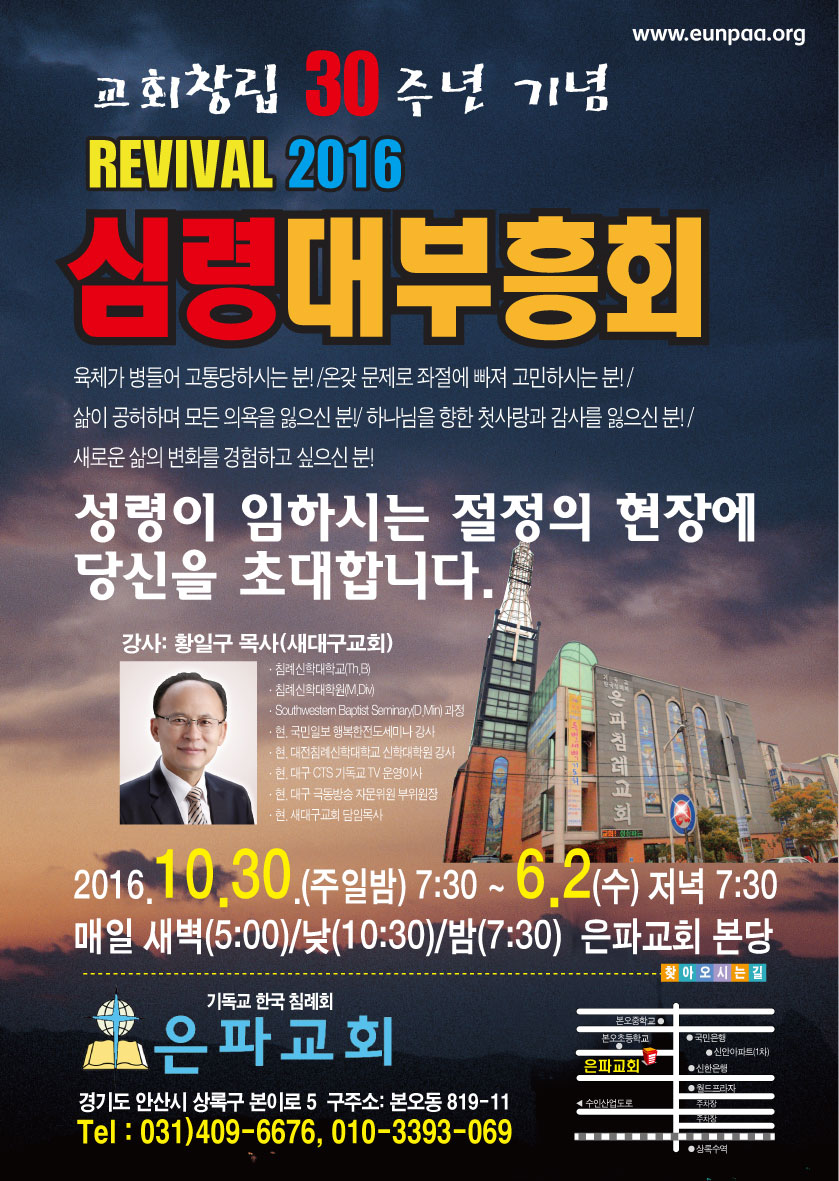 www.eunpaa.org
교회창립 30 주년 기념
REVIVAL 2016
심령대부흥회
육체가 병들어 고통당하시는 분! /온갖 문제로 좌절에 빠져 고민하시는 분! /
삶이 공허하며 모든 의욕을 잃으신 분!/ 하나님을 향한 첫사랑과 감사를 잃으신 분! /
새로운 삶의 변화를 경험하고 싶으신 분!
성령이 임하시는 절정의 현장에
당신을 초대합니다.
강사: 황일구 목사(새대구교회)
· 침례신학대학교(Th,B)
· 침례신학대학원(M,Div)
· Southwestern Baptist Seminary(D Min) 과정
· 현, 국민일보 행복한전도세미나 강사
· 현, 대전침례신학대학교 신학대학원 강사
· 현, 대구 CTS 기독교 TV 운영이사
· 현, 대구 극동방송 자문위원 부위원장
· 현, 새대구교회 담임목사
은파침례교회
2016.10.30.(주일밤) 7:30 ~ 6.2(수) 저녁 7:30
매일 새벽(5:00)/낮(10:30)/밤(7:30) 은파교회 본당
찾아오시는길
기독교 한국 침례회
은파교회
경기도 안산시 상록구 본이로 5 구주소: 본오동 819-11
Tel : 031)409-6676, 010-3393-069
본오중학교
본오초등학교
국민은행
신안아파트(1차)
은파교회
신한은행
월드프라자
수인산업도로
주차장
주차장
상록수역